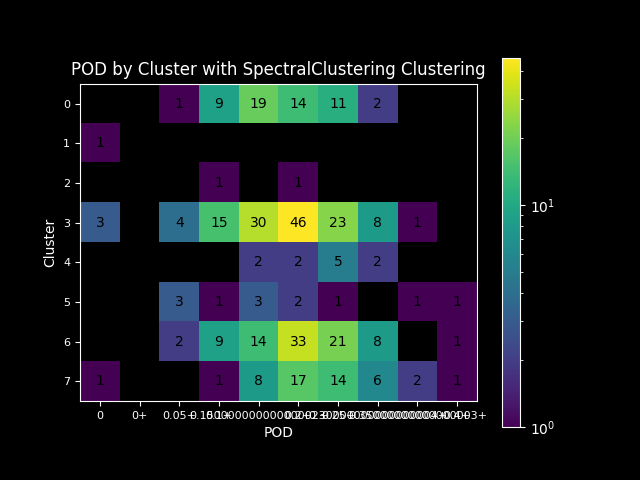 POD by Cluster with SpectralClustering Clustering
0 1 9 19 14 11 2
1 1
2 1 1
3 3 4 15 30 46 23 8 1
4 2 2 5 2
5 3 1 3 2 1 1 1
6 2 9 14 33 21 8 1
7 1 1 8 17 14 6 2 1
Cluster
0 0+ 0.05+
POD
10¹
10⁰